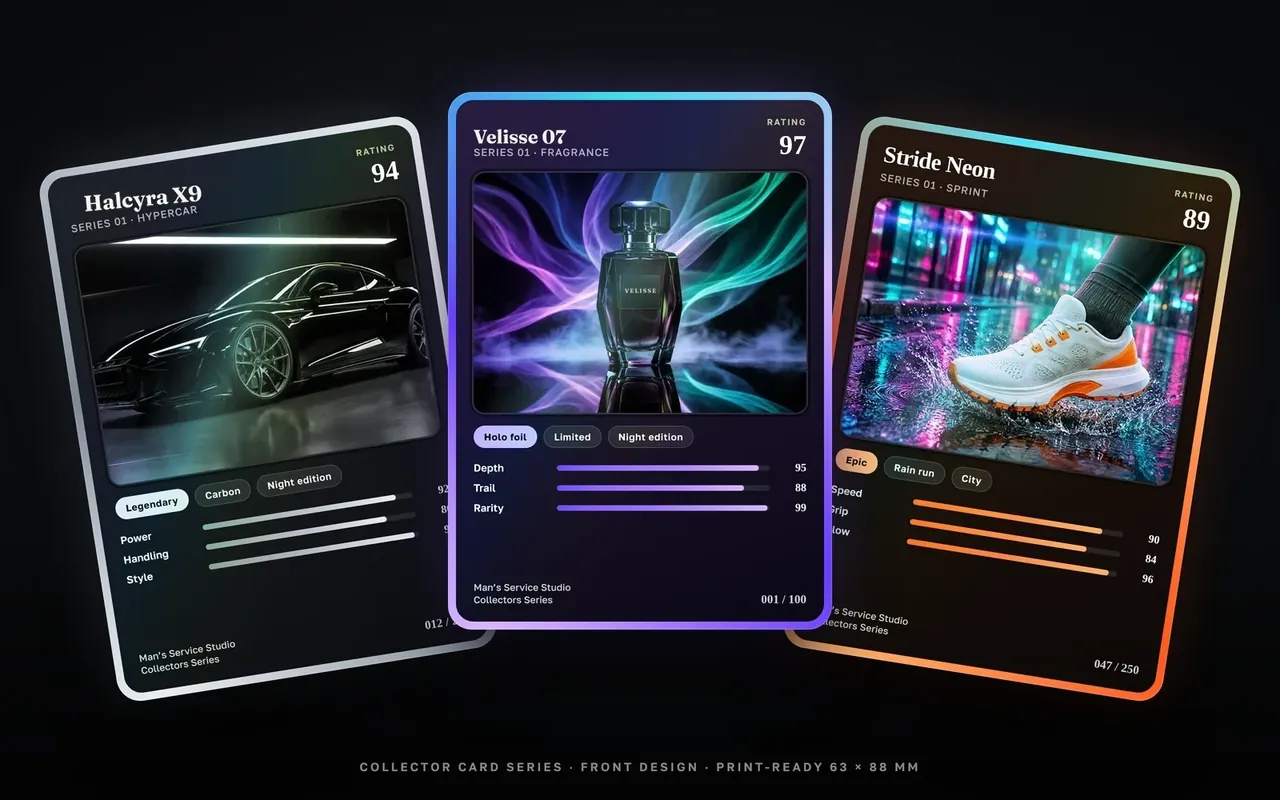 Halcyra X9
SERIES 01 · HYPERCAR
RATING
94
Legendary
Carbon
Night edition
Power
Handling
Style
Man’s Service Studio
Collectors Series
012 /
Velisse 07
SERIES 01 · FRAGRANCE
RATING
97
VELISSE
Holo foil
Limited
Night edition
Depth 95
Trail 88
Rarity 99
Man’s Service Studio
Collectors Series
001 / 100
Stride Neon
SERIES 01 · SPRINT
RATING
89
Epic
Rain run
City
Speed 90
84
96
Service Studio
Series
047 / 250
COLLECTOR CARD SERIES · FRONT DESIGN · PRINT-READY 63 × 88 MM